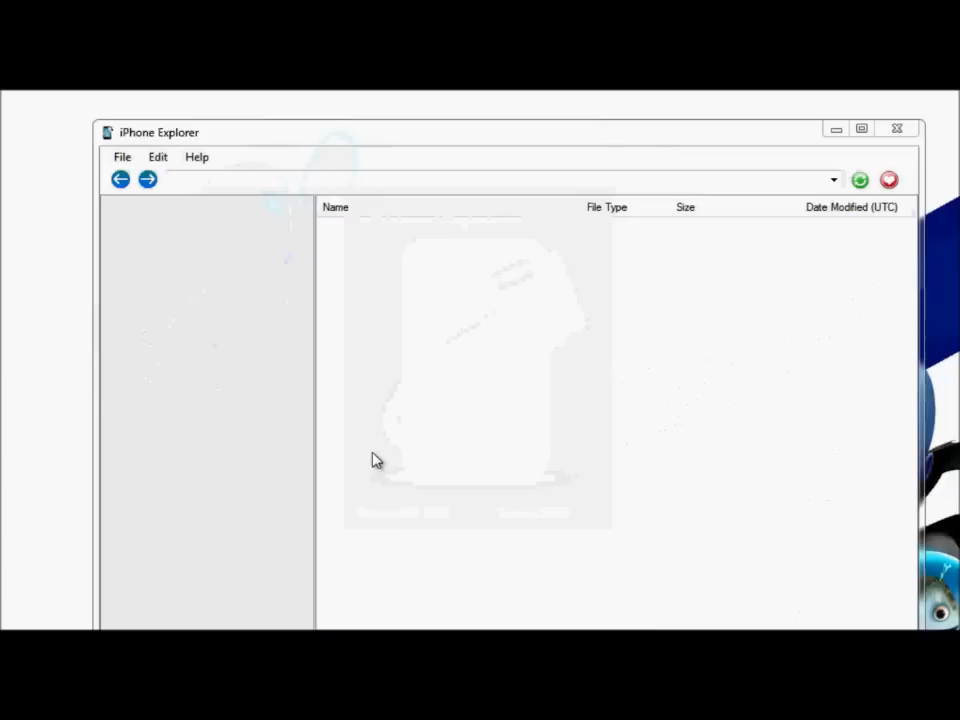 iPhone Explorer
File Edit Help
Name File Type Size Date Modified (UTC)